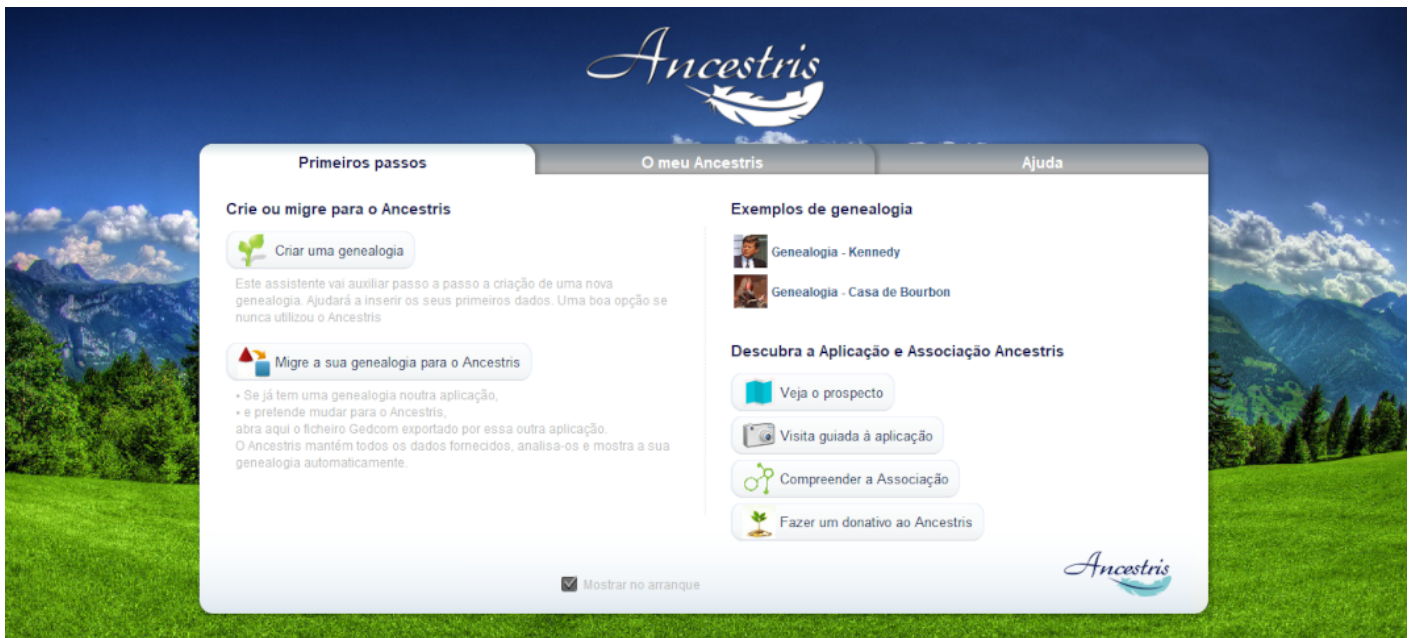 Ancestris
Primeiros passos
O meu Ancestris
Ajuda
Crie ou migre para o Ancestris
Criar uma genealogia
Este assistente vai auxiliar passo a passo a criação de uma nova
genealogia. Ajudará a inserir os seus primeiros dados. Uma boa opção se
nunca utilizou o Ancestris
Migre a sua genealogia para o Ancestris
• Se já tem uma genealogia noutra aplicação,
• e pretende mudar para o Ancestris,
abra aqui o ficheiro Gedcom exportado por essa outra aplicação.
O Ancestris mantém todos os dados fornecidos, analisa-os e mostra a sua
genealogia automaticamente.
Exemplos de genealogia
Genealogia - Kennedy
Genealogia - Casa de Bourbon
Descubra a Aplicação e Associação Ancestris
Veja o prospecto
Visita guiada à aplicação
Compreender a Associação
Fazer um donativo ao Ancestris
Mostrar no arranque
Ancestris